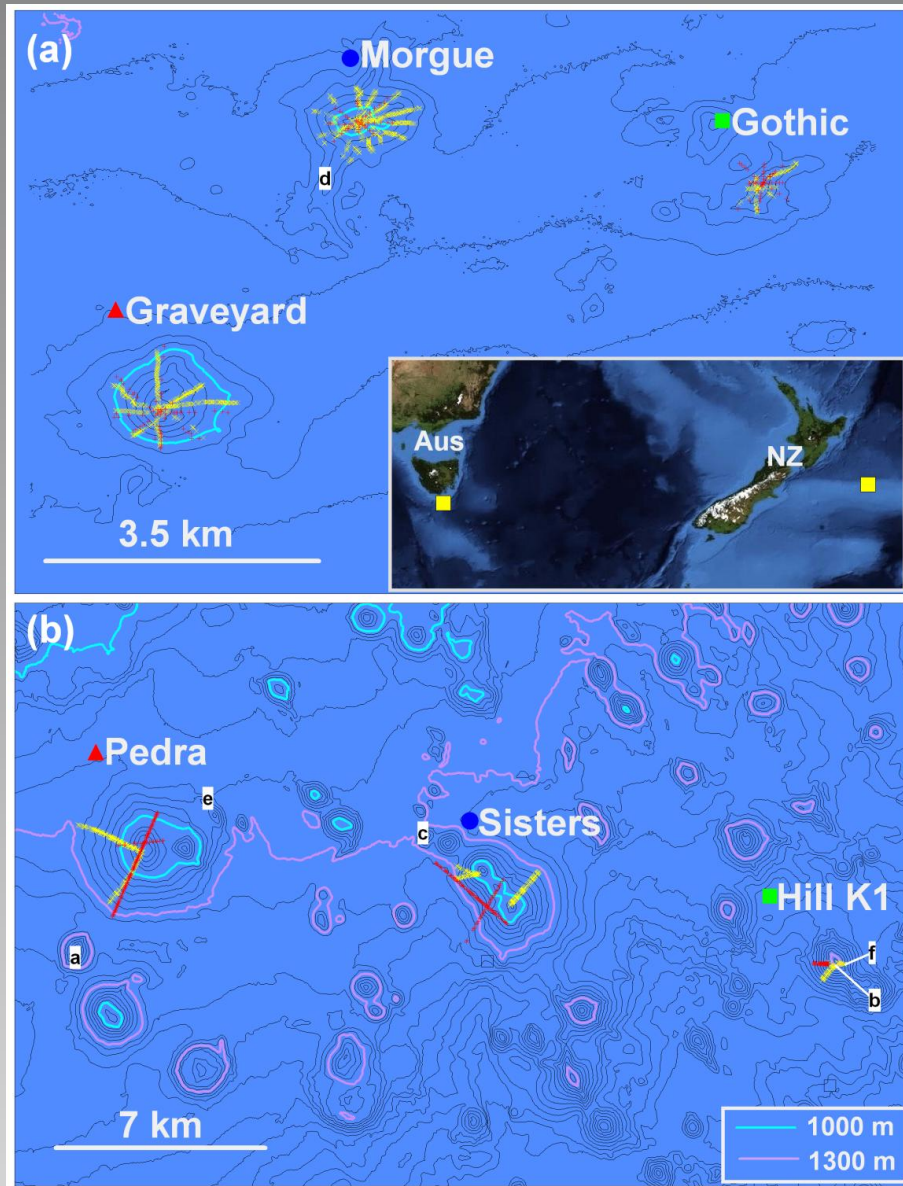 (a)
Morgue
Gothic
d
Graveyard
Aus
NZ
3.5 km
(b)
Pedra
e
c
Sisters
Hill K1
a
f
b
7 km
1000 m
1300 m